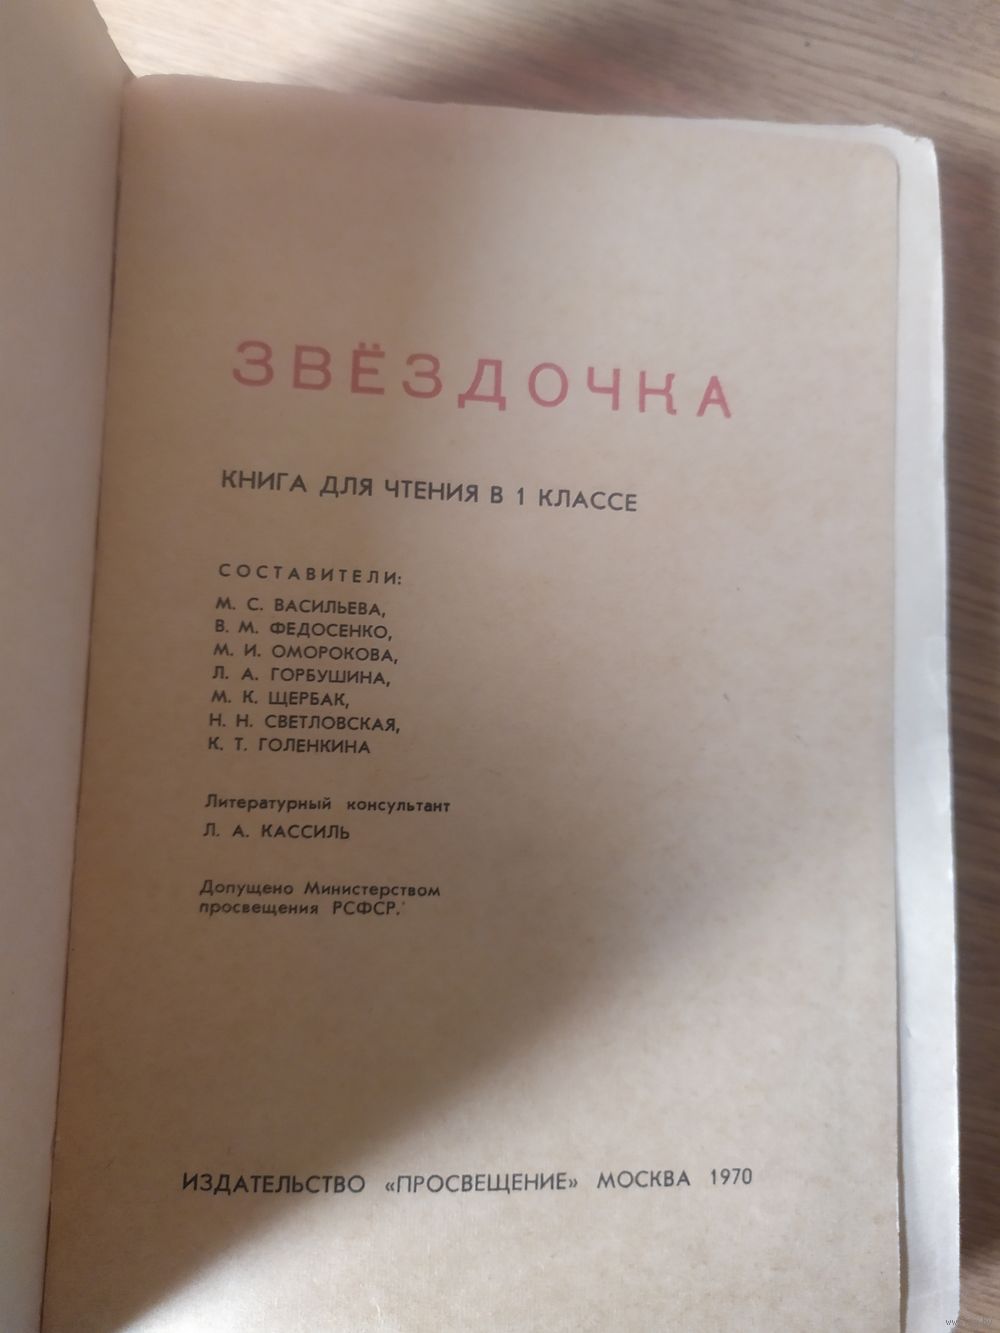 ЗВЁЗДОЧКА
КНИГА ДЛЯ ЧТЕНИЯ В 1 КЛАССЕ
СОСТАВИТЕЛИ:
М. С. ВАСИЛЬЕВА,
В. М. ФЕДОСЕНКО,
М. И. ОМОРОКОВА,
Л. А. ГОРБУШИНА,
М. К. ЩЕРБАК,
Н. Н. СВЕТЛОВСКАЯ,
К. Т. ГОЛЕНКИНА
Литературный консультант
Л. А. КАССИЛЬ
Допущено Министерством
просвещения РСФСР.
ИЗДАТЕЛЬСТВО «ПРОСВЕЩЕНИЕ» МОСКВА 1970